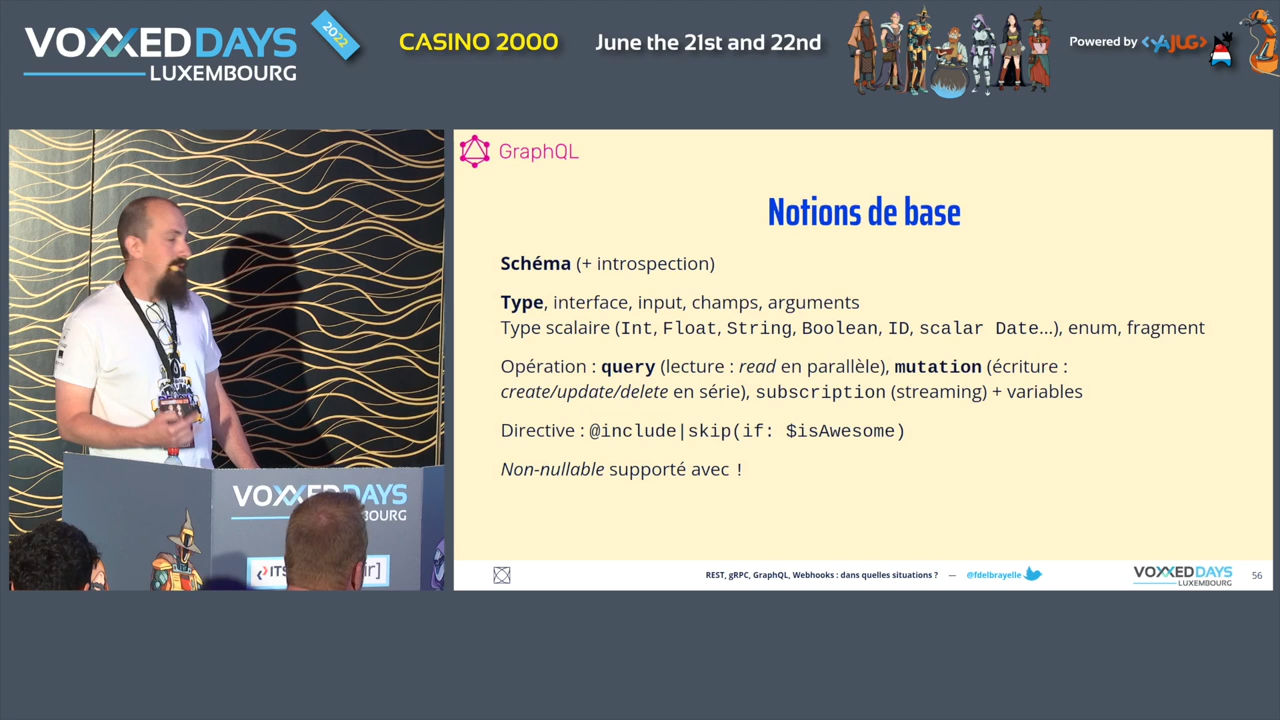 VOXXED DAYS
LUXEMBOURG
2022
CASINO 2000
June the 21st and 22nd
Powered by <YAJUG>
GraphQL
Notions de base
Schéma (+ introspection)
Type, interface, input, champs, arguments
Type scalaire (Int, Float, String, Boolean, ID, scalar Date…), enum, fragment
Opération : query (lecture : read en parallèle), mutation (écriture :
create/update/delete en série), subscription (streaming) + variables
Directive : @include|skip(if: $isAwesome)
Non-nullable supporté avec !
REST, gRPC, GraphQL, Webhooks : dans quelles situations ? — @fdelbrayelle
VOXXED DAYS
LUXEMBOURG
56
VOXXED DAYS